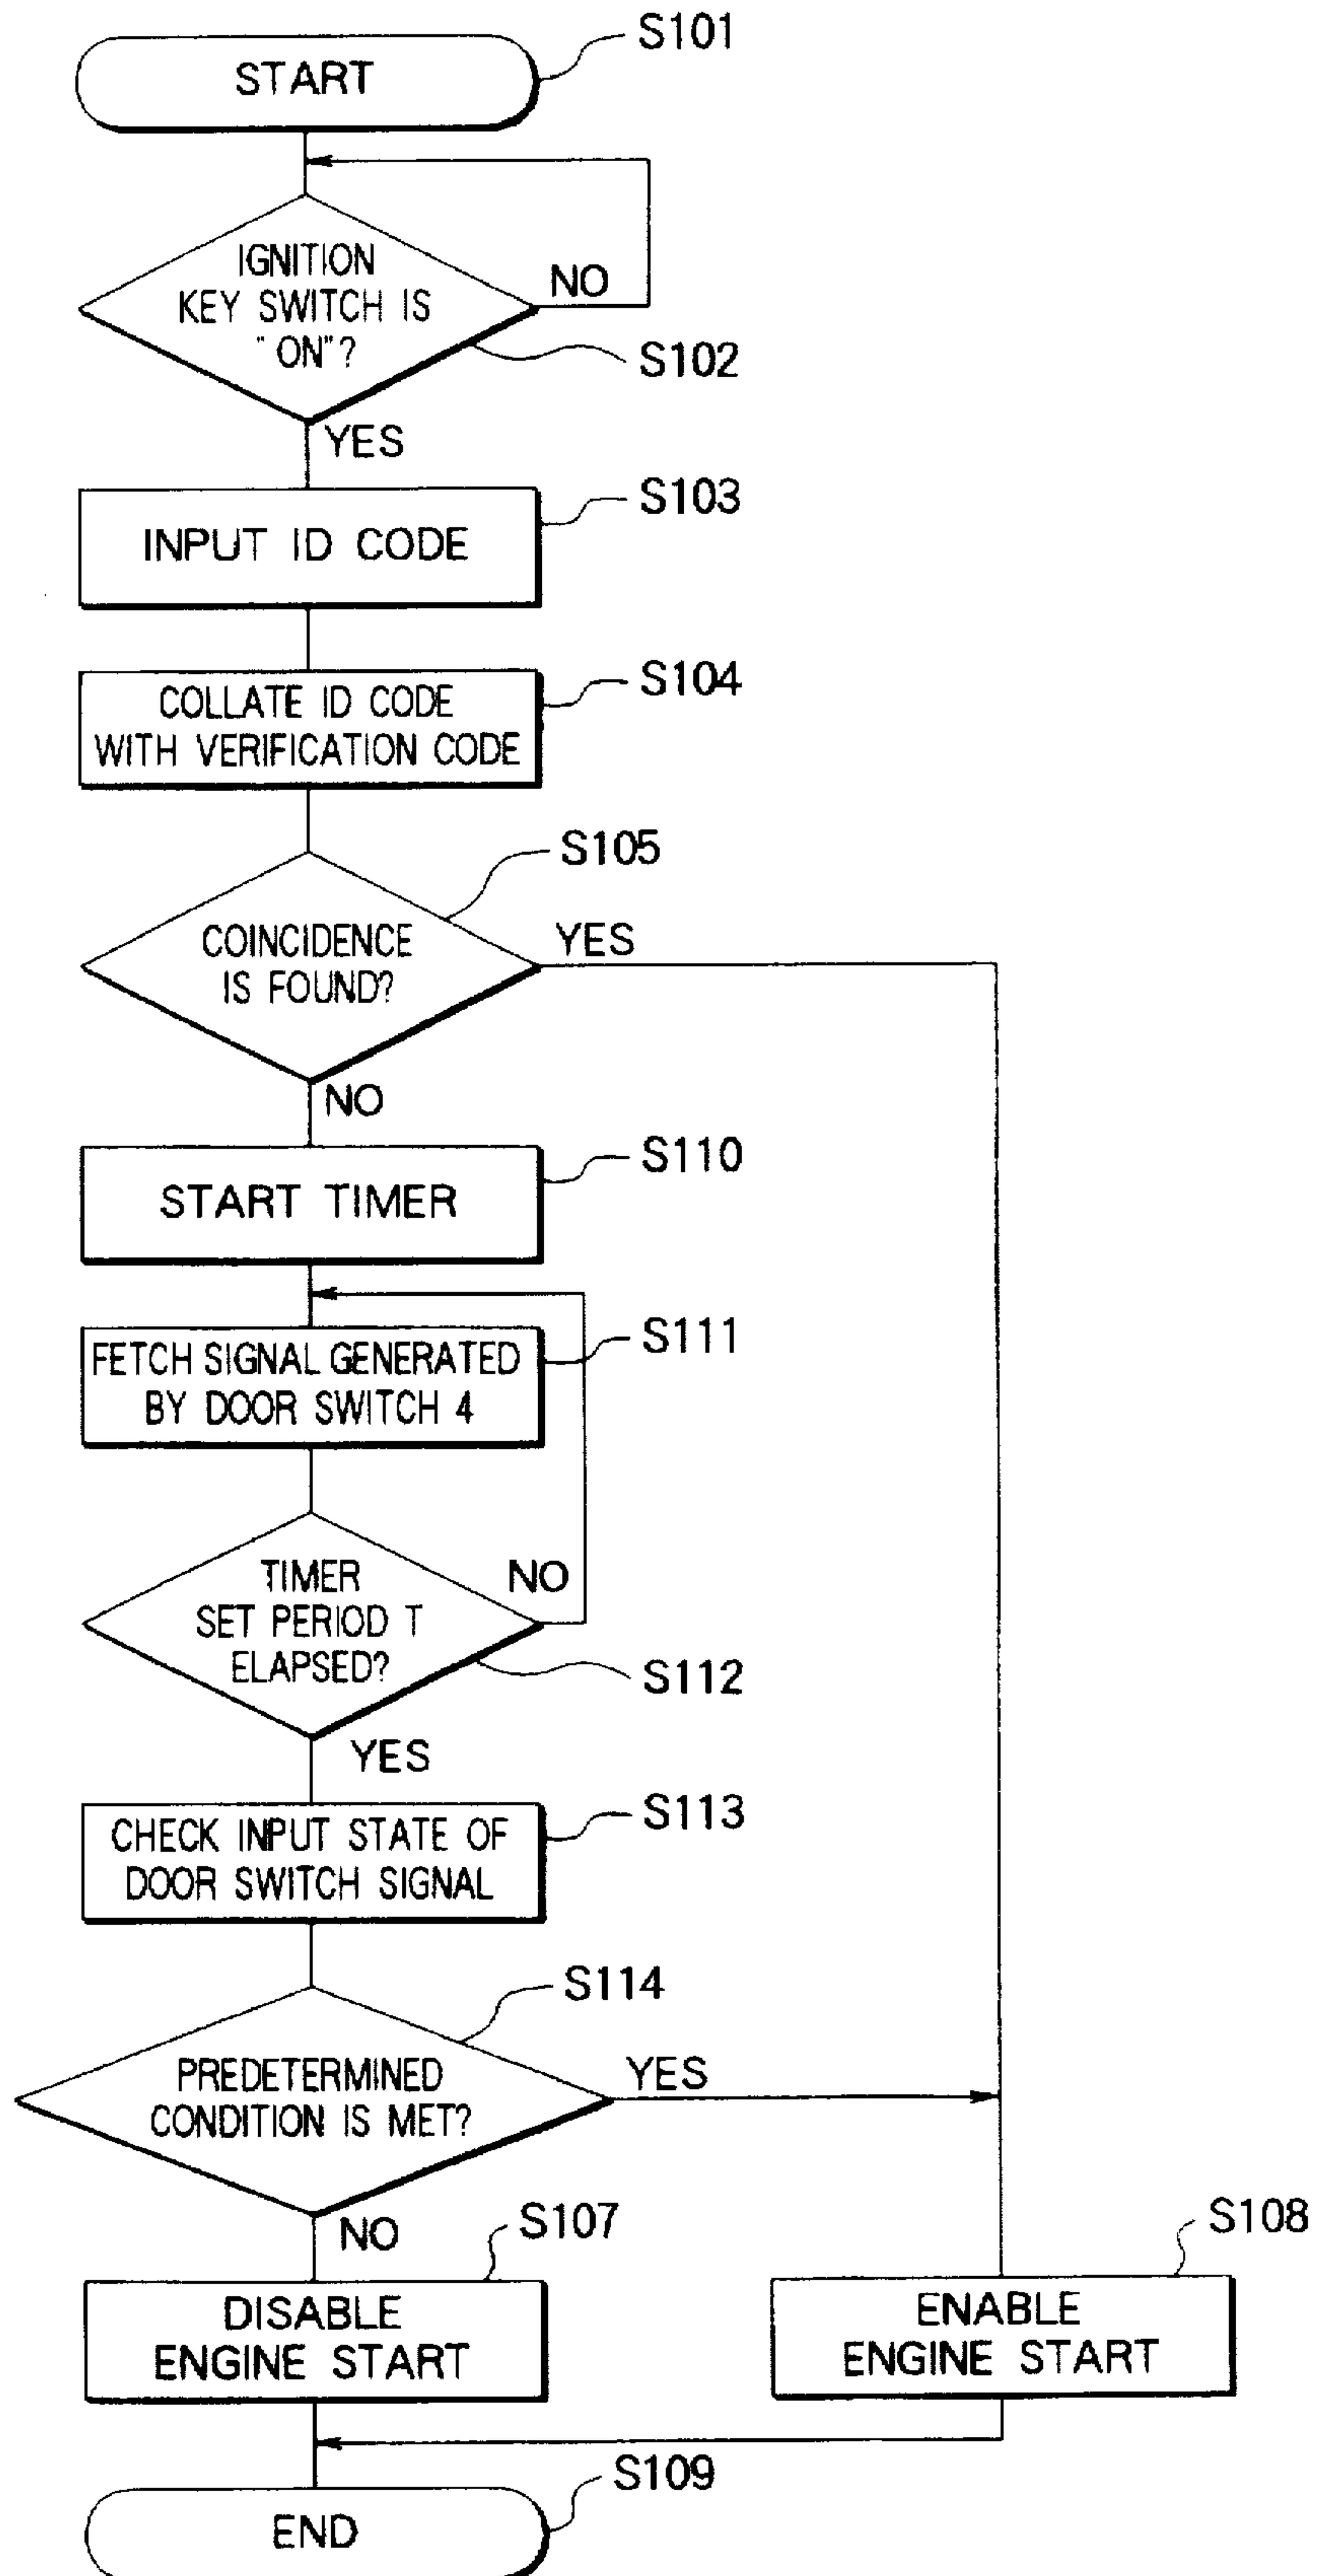 START
S101
IGNITION
KEY SWITCH IS
"ON"?
NO
S102
YES
INPUT ID CODE
S103
COLLATE ID CODE
WITH VERIFICATION CODE
S104
COINCIDENCE
IS FOUND?
S105
YES
NO
START TIMER
S110
FETCH SIGNAL GENERATED
BY DOOR SWITCH 4
S111
TIMER
SET PERIOD T
ELAPSED?
NO
S112
YES
CHECK INPUT STATE OF
DOOR SWITCH SIGNAL
S113
PREDETERMINED
CONDITION IS MET?
S114
YES
NO
DISABLE
ENGINE START
S107
ENABLE
ENGINE START
S108
END
S109